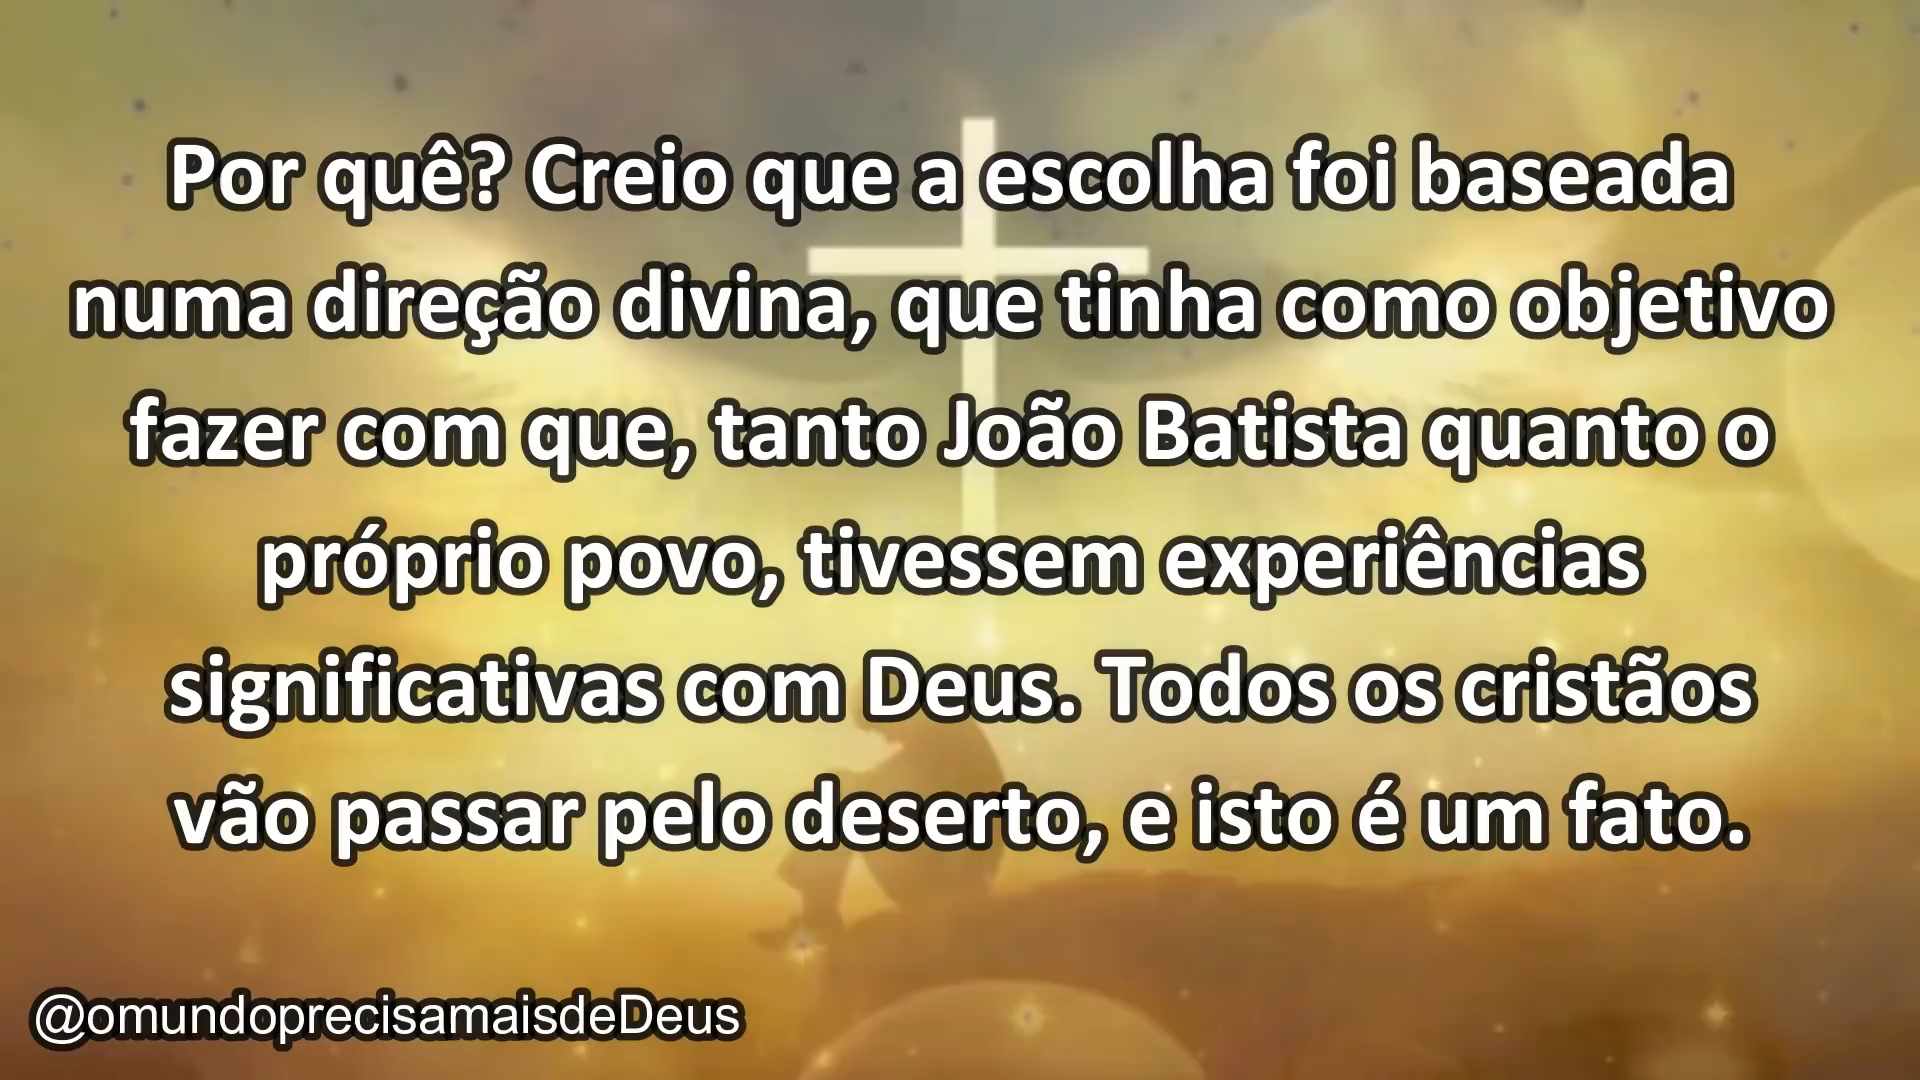 Por quê? Creio que a escolha foi baseada
numa direção divina, que tinha como objetivo
fazer com que, tanto João Batista quanto o
próprio povo, tivessem experiências
significativas com Deus. Todos os cristãos
vão passar pelo deserto, e isto é um fato.
@omundoprecisamaisdeDeus